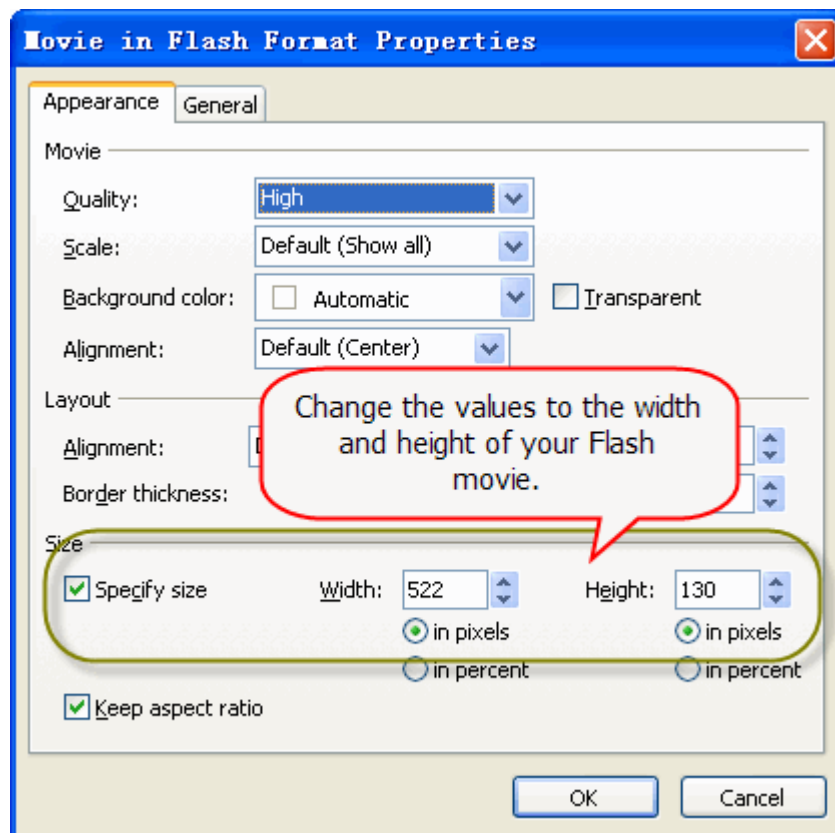 Movie in Flash Format Properties
Appearance General
Movie
Quality: High
Scale: Default (Show all)
Background color: Automatic Transparent
Alignment: Default (Center)
Layout
Change the values to the width
and height of your Flash
movie.
Alignment: D
Border thickness:
Size
Specify size Width: 522 Height: 130
in pixels in pixels
in percent in percent
Keep aspect ratio
OK Cancel